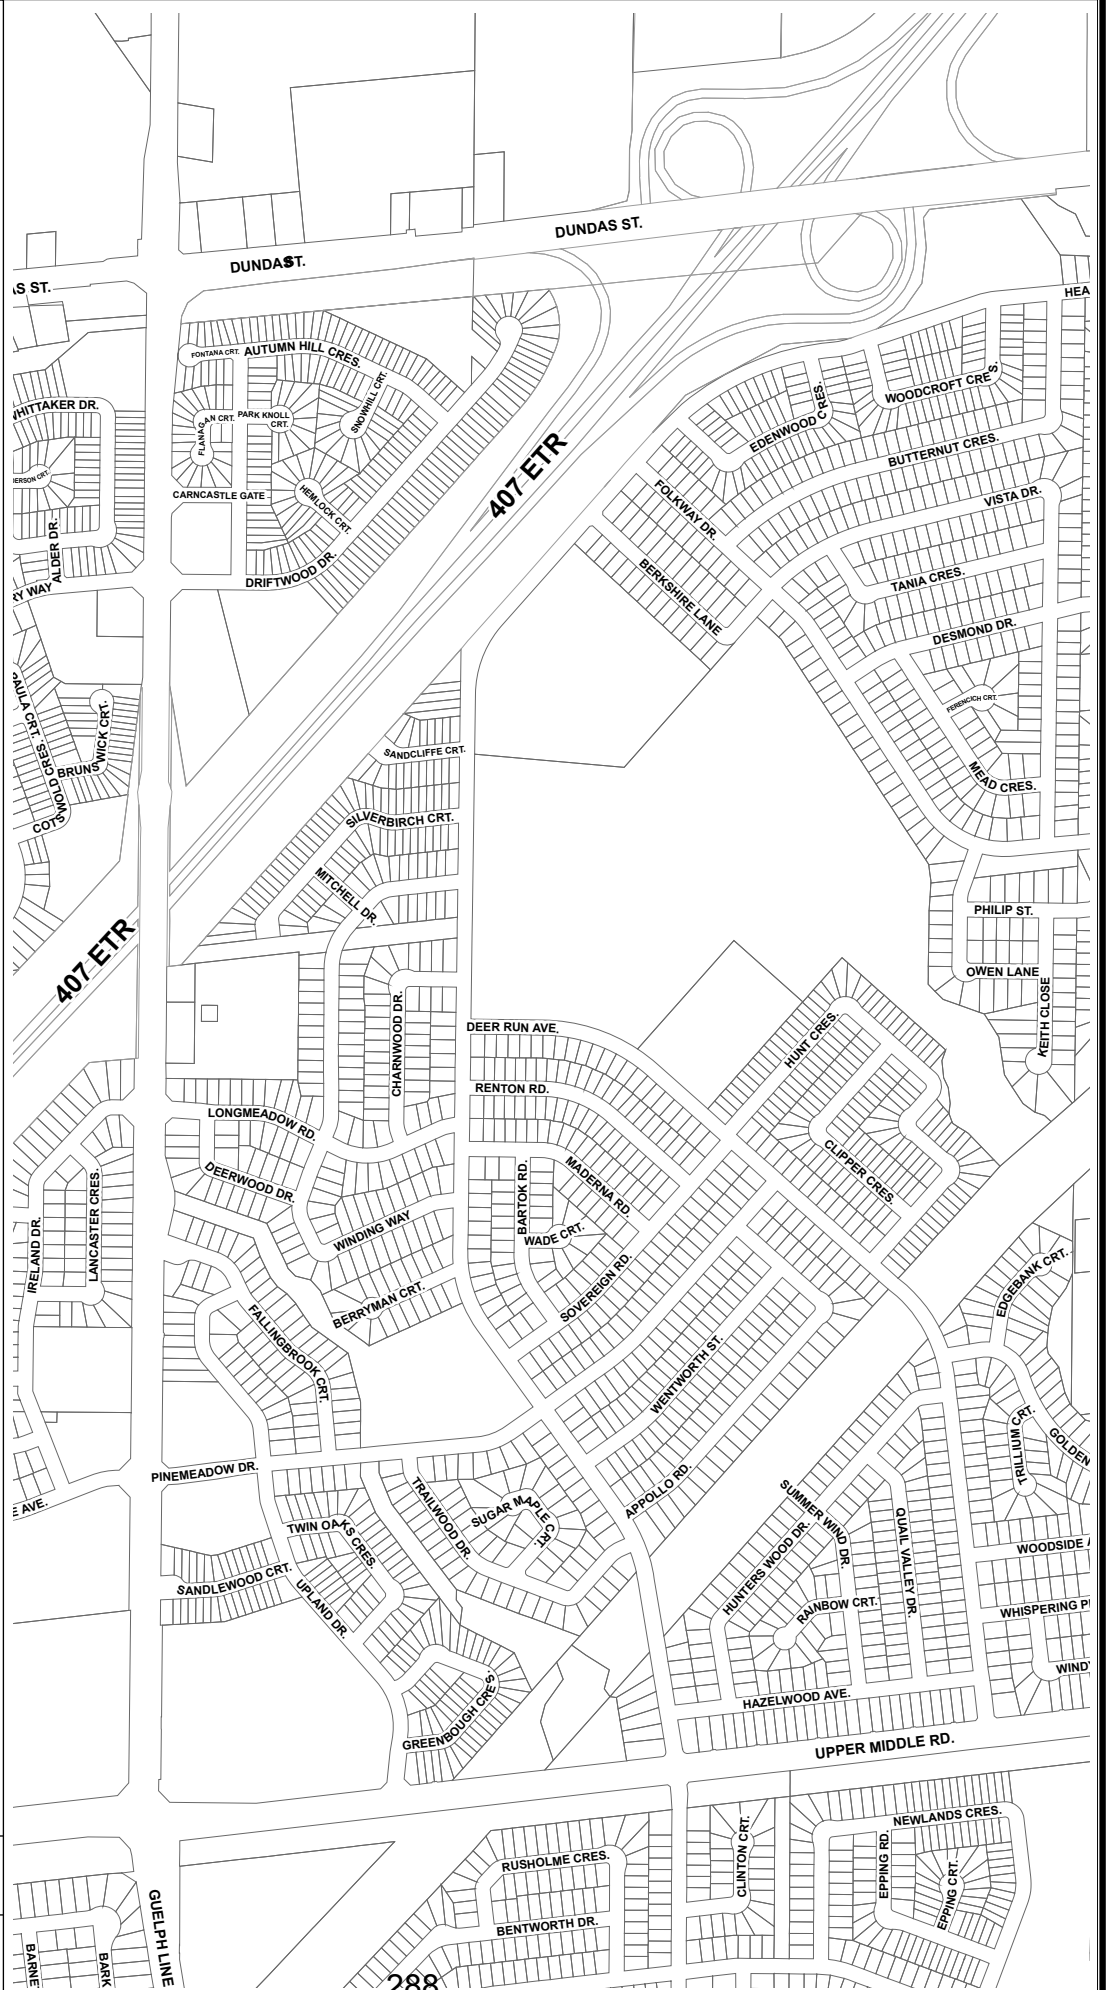 DUNDAS ST.
DUNDAS ST.
AS ST.
HEA
FONTANA CRT.
AUTUMN HILL CRES.
SNOWHILL CRT.
FLANAGAN CRT.
PARK KNOLL
CRT.
WHITTAKER DR.
WOODCROFT CRES.
EDENWOOD CRES.
BUTTERNUT CRES.
407 ETR
ERSON CRT.
CARNCASTLE GATE
HEMLOCK CRT.
FOLKWAY DR.
VISTA DR.
ALDER DR.
DRIFTWOOD DR.
RY WAY
BERKSHIRE LANE
TANIA CRES.
DESMOND DR.
FERENCICH CRT.
PAULA CRT.
BRUNSWICK CRT.
COTSWOLD CRES.
SANDCLIFFE CRT.
MEAD CRES.
SILVERBIRCH CRT.
MITCHELL DR.
407 ETR
PHILIP ST.
OWEN LANE
KEITH CLOSE
CHARNWOOD DR.
DEER RUN AVE.
HUNT CRES.
RENTON RD.
LONGMEADOW RD.
CLIPPER CRES.
DEERWOOD DR.
MADERNA RD.
BARTOK RD.
WADE CRT.
LANCASTER CRES.
IRELAND DR.
WINDING WAY
SOVEREIGN RD.
EDGEBANK CRT.
BERRYMAN CRT.
FALLINGBROOK CRT.
WENTWORTH ST.
TRILLIUM CRT.
GOLDEN
PINEMEADOW DR.
E AVE.
TRAILWOOD DR.
SUGAR MAPLE CRT.
APPOLLO RD.
SUMMER WIND DR.
HUNTERS WOOD DR.
QUAIL VALLEY DR.
WOODSIDE A
TWIN OAKS CRES.
SANDLEWOOD CRT.
UPLAND DR.
RAINBOW CRT.
WHISPERING P
WIND
GREENBOUGH CRES.
HAZELWOOD AVE.
UPPER MIDDLE RD.
NEWLANDS CRES.
CLINTON CRT.
EPPING RD.
EPPING CRT.
RUSHOLME CRES.
BENTWORTH DR.
GUELPH LINE
BARNE
BARK
288